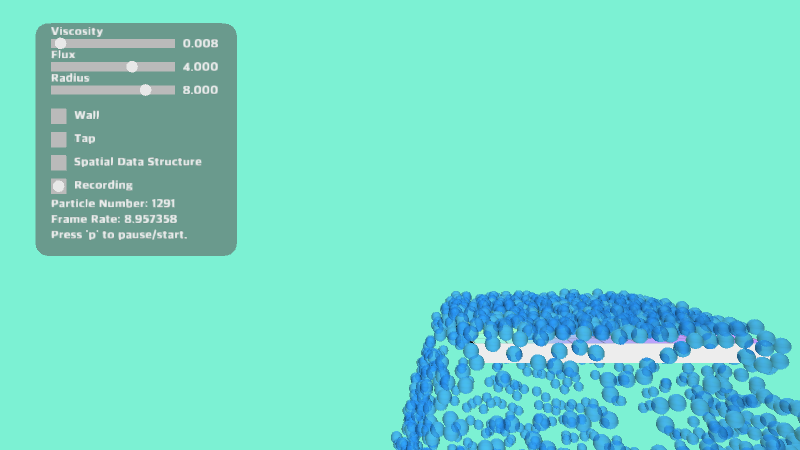 Viscosity
0.008
Flux
4.000
Radius
8.000
Wall
Tap
Spatial Data Structure
Recording
Particle Number: 1291
Frame Rate: 8.957358
Press 'p' to pause/start.